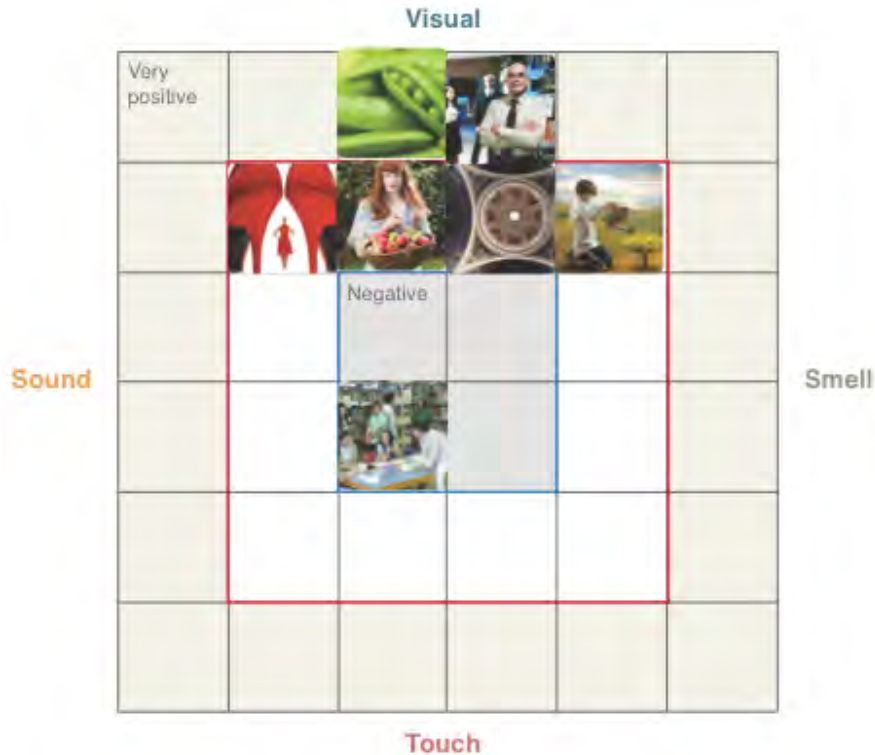 Visual
Very
positive
Negative
Sound
Smell
Touch